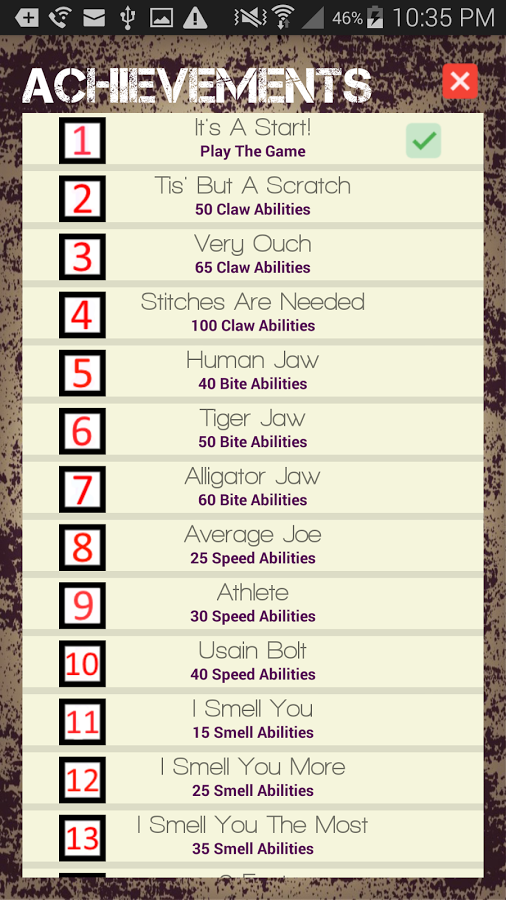 46% 10:35 PM
ACHIEVEMENTS
1 It's A Start!
Play The Game
2 Tis' But A Scratch
50 Claw Abilities
3 Very Ouch
65 Claw Abilities
4 Stitches Are Needed
100 Claw Abilities
5 Human Jaw
40 Bite Abilities
6 Tiger Jaw
50 Bite Abilities
7 Alligator Jaw
60 Bite Abilities
8 Average Joe
25 Speed Abilities
9 Athlete
30 Speed Abilities
10 Usain Bolt
40 Speed Abilities
11 I Smell You
15 Smell Abilities
12 I Smell You More
25 Smell Abilities
13 I Smell You The Most
35 Smell Abilities